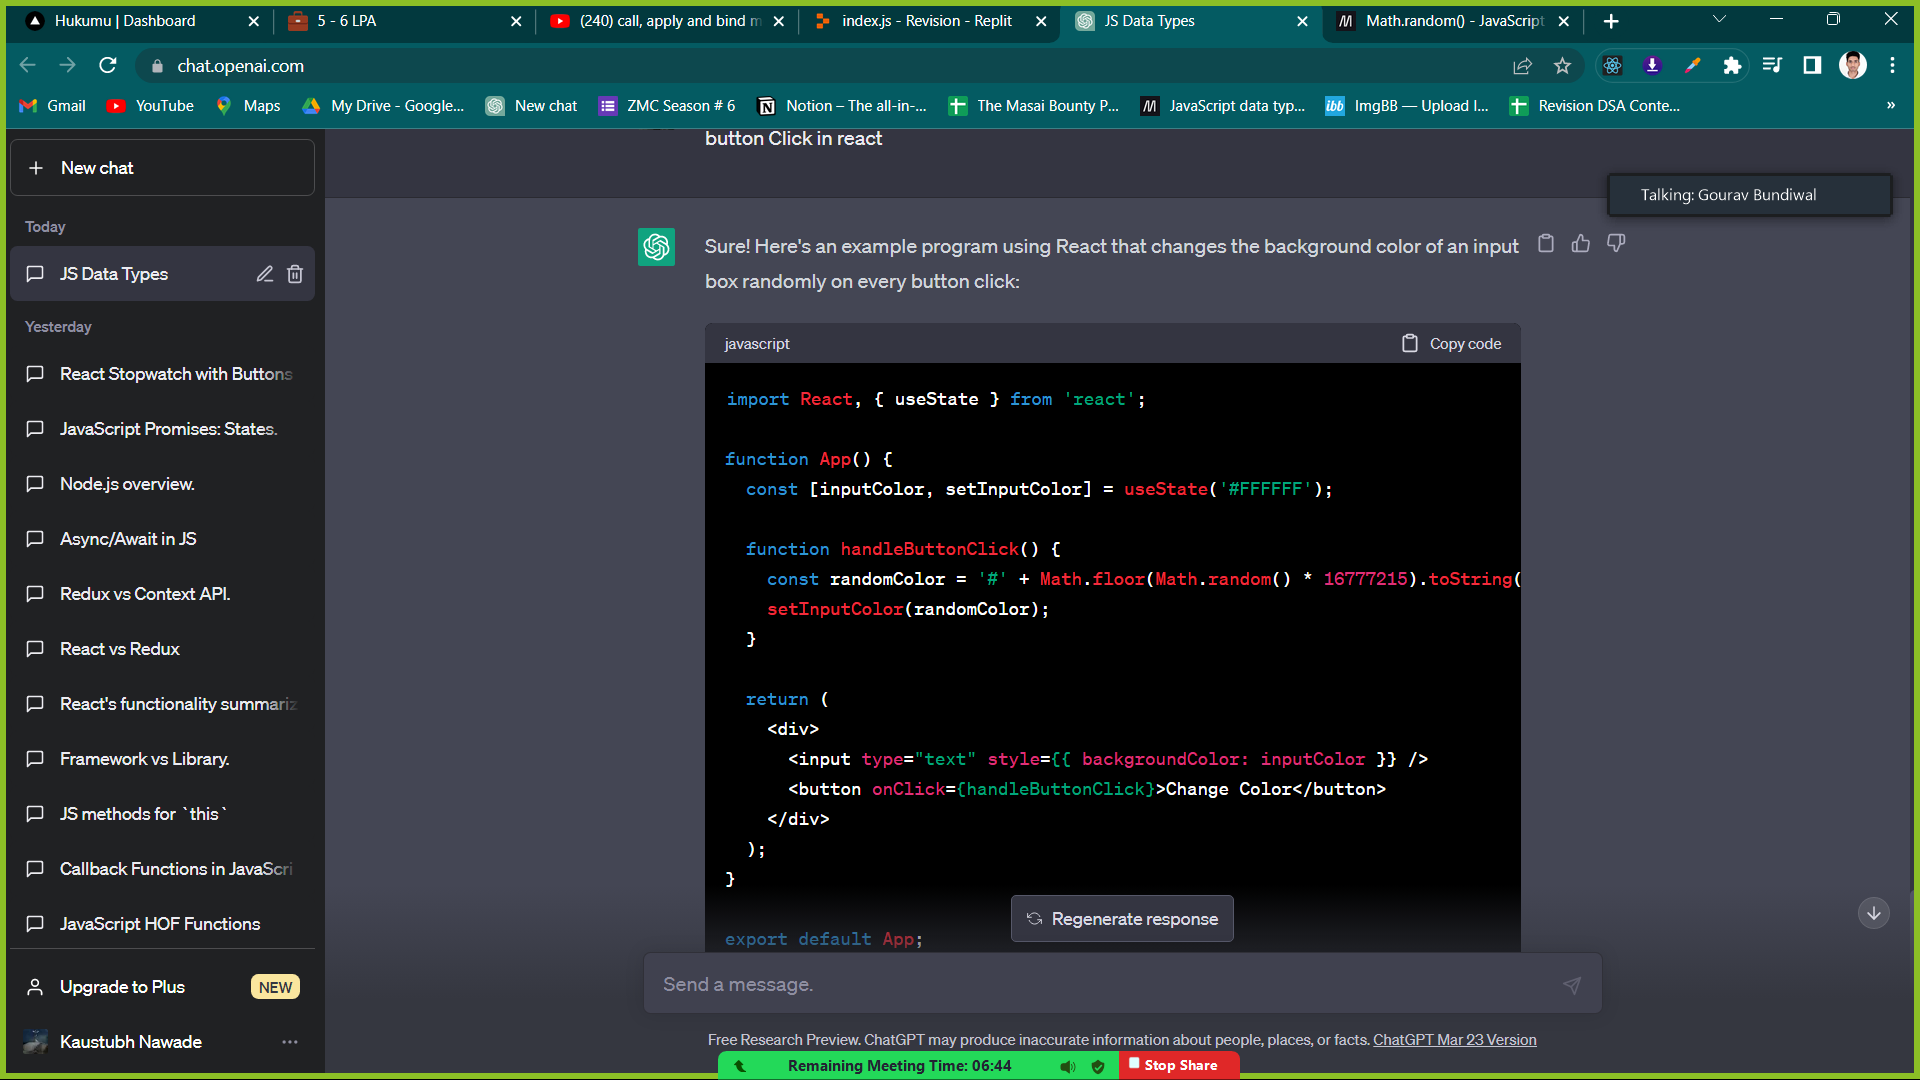 Hukumu | Dashboard
5 - 6 LPA
(240) call, apply and bind m
index.js - Revision - Replit
JS Data Types
Math.random() - JavaScript
chat.openai.com
Gmail
YouTube
Maps
My Drive - Google...
New chat
ZMC Season # 6
Notion – The all-in-...
The Masai Bounty P...
JavaScript data typ...
ibb ImgBB — Upload I...
Revision DSA Conte...
»
New chat
Today
JS Data Types
Yesterday
React Stopwatch with Buttons
JavaScript Promises: States.
Node.js overview.
Async/Await in JS
Redux vs Context API.
React vs Redux
React's functionality summariz
Framework vs Library.
JS methods for `this`
Callback Functions in JavaScri
JavaScript HOF Functions
Upgrade to Plus
NEW
Kaustubh Nawade
button Click in react
Talking: Gourav Bundiwal
Sure! Here's an example program using React that changes the background color of an input
box randomly on every button click:
javascript
Copy code
import React, { useState } from 'react';
function App() {
const [inputColor, setInputColor] = useState('#FFFFFF');
function handleButtonClick() {
const randomColor = '#' + Math.floor(Math.random() * 16777215).toString(
setInputColor(randomColor);
}
return (
<div>
<input type="text" style={{ backgroundColor: inputColor }} />
<button onClick={handleButtonClick}>Change Color</button>
</div>
);
}
export default App;
Regenerate response
Send a message.
Free Research Preview. ChatGPT may produce inaccurate information about people, places, or facts. ChatGPT Mar 23 Version
Remaining Meeting Time: 06:44
Stop Share